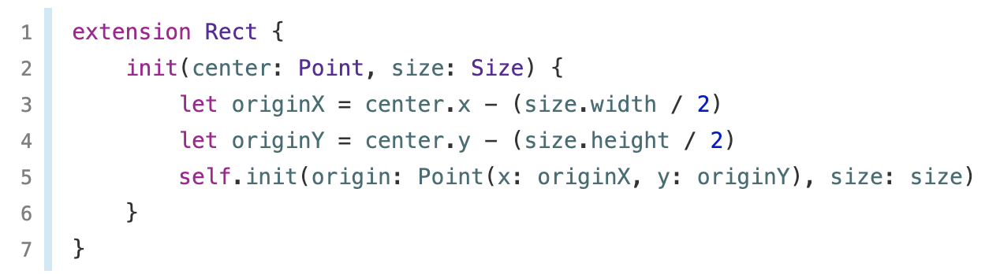 1 extension Rect {
2     init(center: Point, size: Size) {
3         let originX = center.x - (size.width / 2)
4         let originY = center.y - (size.height / 2)
5         self.init(origin: Point(x: originX, y: originY), size: size)
6     }
7 }